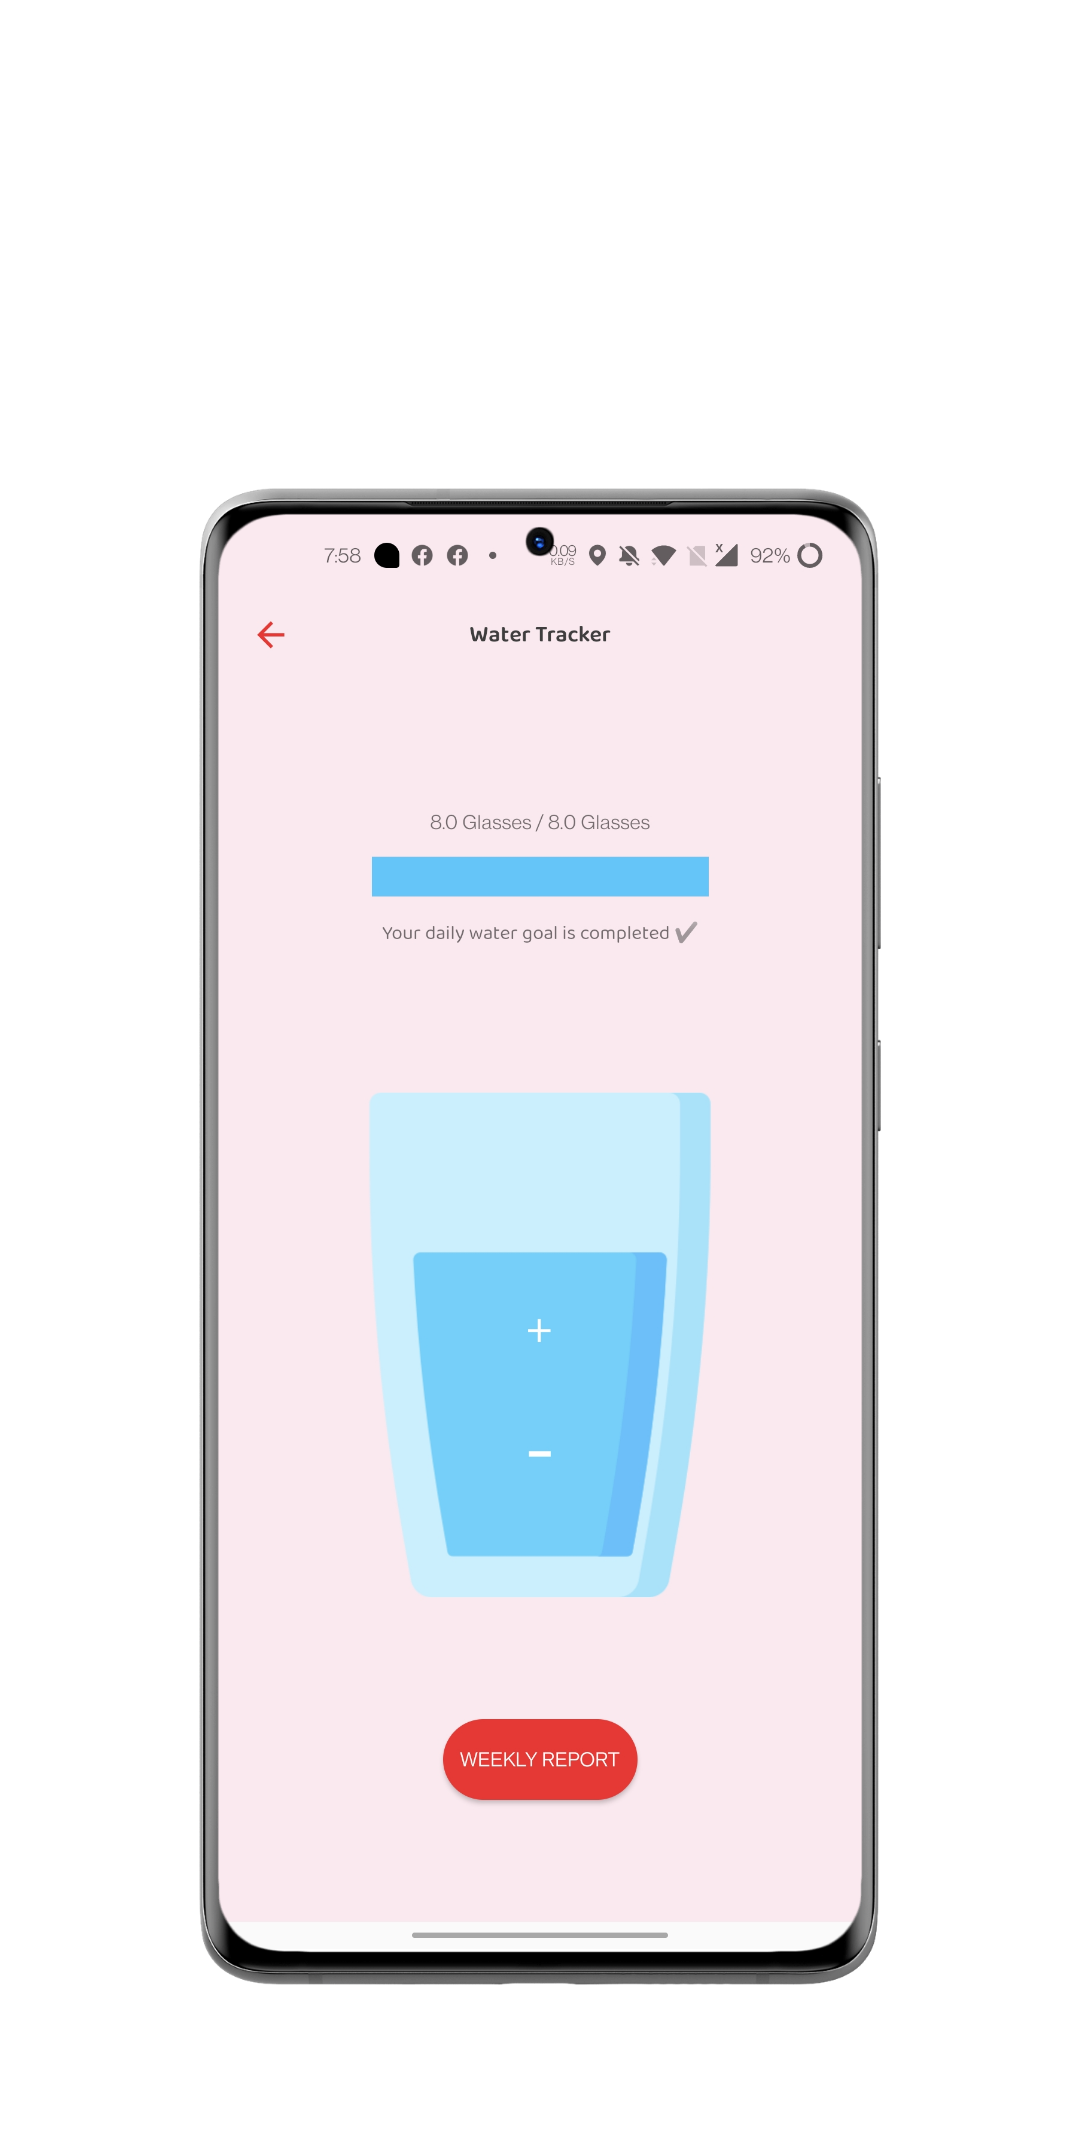 7:58 0.09 KB/S 92%
Water Tracker
8.0 Glasses / 8.0 Glasses
Your daily water goal is completed ✔
+
−
WEEKLY REPORT